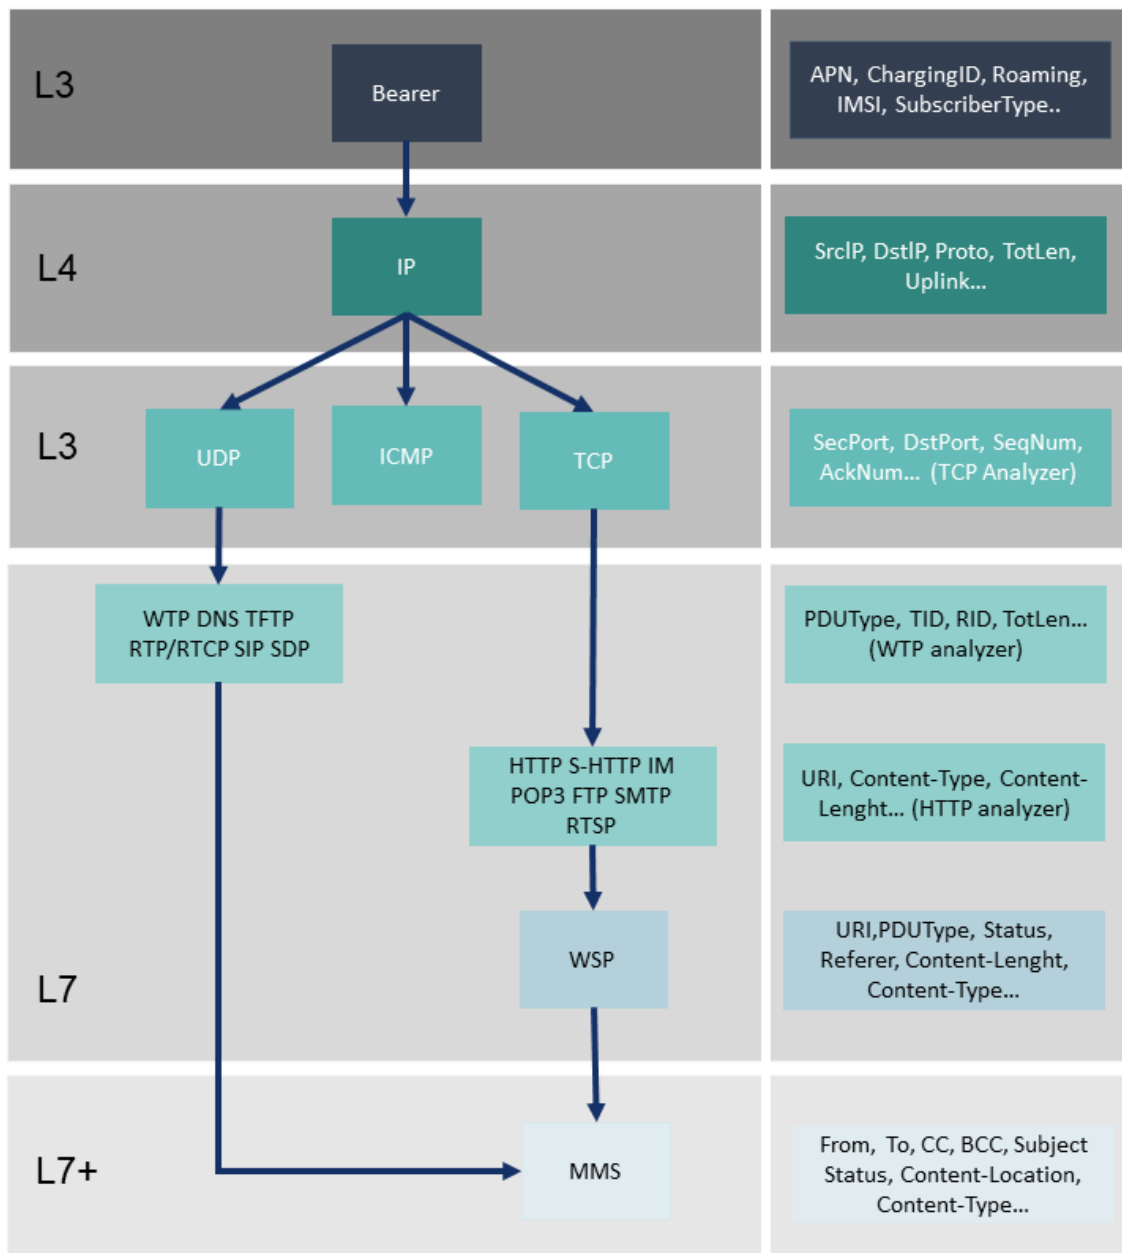 L3
Bearer
APN, ChargingID, Roaming,
IMSI, SubscriberType..
L4
IP
SrcIP, DstIP, Proto, TotLen,
Uplink...
L3
UDP
ICMP
TCP
SecPort, DstPort, SeqNum,
AckNum... (TCP Analyzer)
WTP DNS TFTP
RTP/RTCP SIP SDP
PDUType, TID, RID, TotLen...
(WTP analyzer)
HTTP S-HTTP IM
POP3 FTP SMTP
RTSP
URI, Content-Type, Content-
Lenght... (HTTP analyzer)
L7
WSP
URI,PDUType, Status,
Referer, Content-Lenght,
Content-Type...
L7+
MMS
From, To, CC, BCC, Subject
Status, Content-Location,
Content-Type...